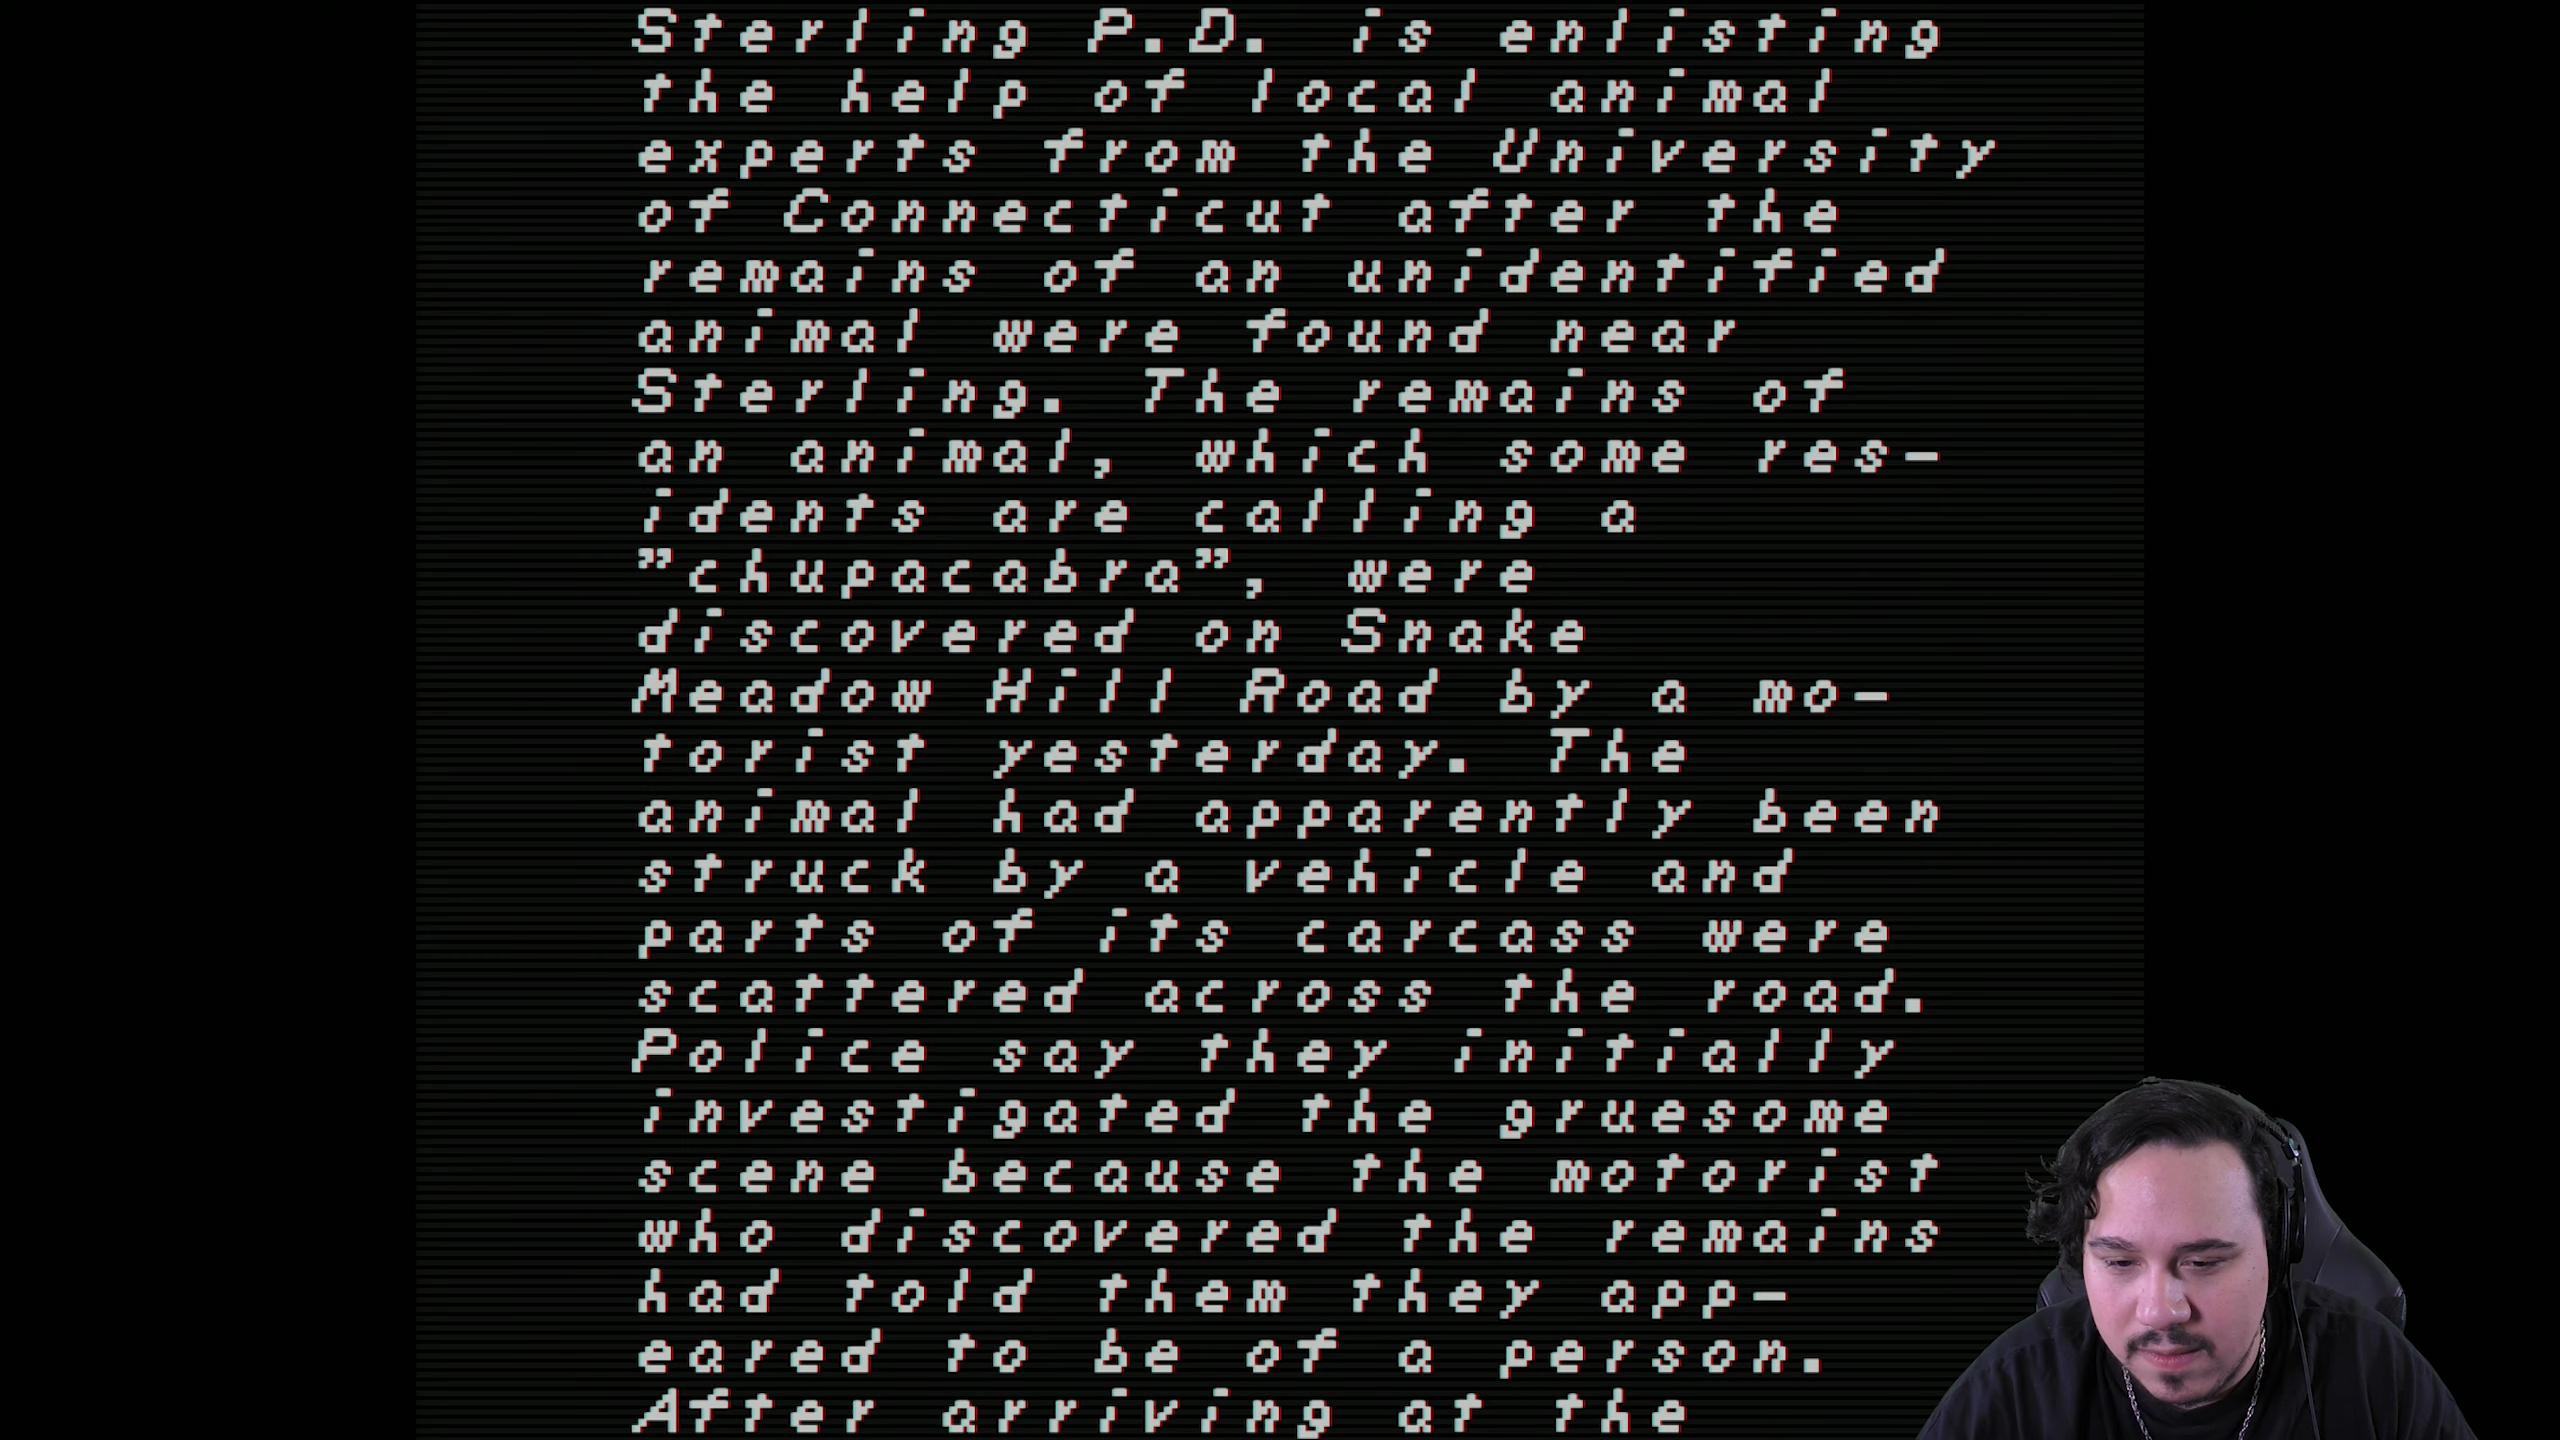 Sterling P.D. is enlisting
the help of local animal
experts from the University
of Connecticut after the
remains of an unidentified
animal were found near
Sterling. The remains of
an animal, which some res-
idents are calling a
"chupacabra", were
discovered on Snake
Meadow Hill Road by a mo-
torist yesterday. The
animal had apparently been
struck by a vehicle and
parts of its carcass were
scattered across the road.
Police say they initially
investigated the gruesome
scene because the motorist
who discovered the remains
had told them they app-
eared to be of a person.
After arriving at the